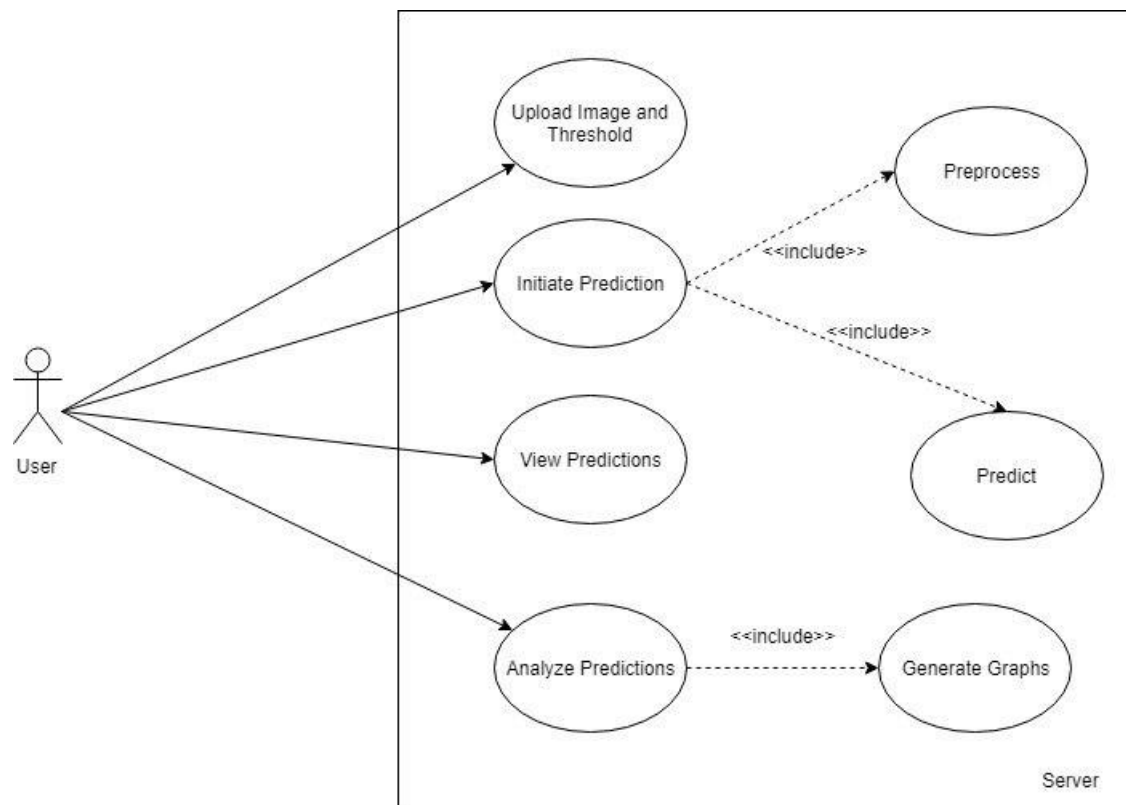 Upload Image and
Threshold
Preprocess
<<include>>
Initiate Prediction
<<include>>
User
View Predictions
Predict
<<include>>
Analyze Predictions
Generate Graphs
Server